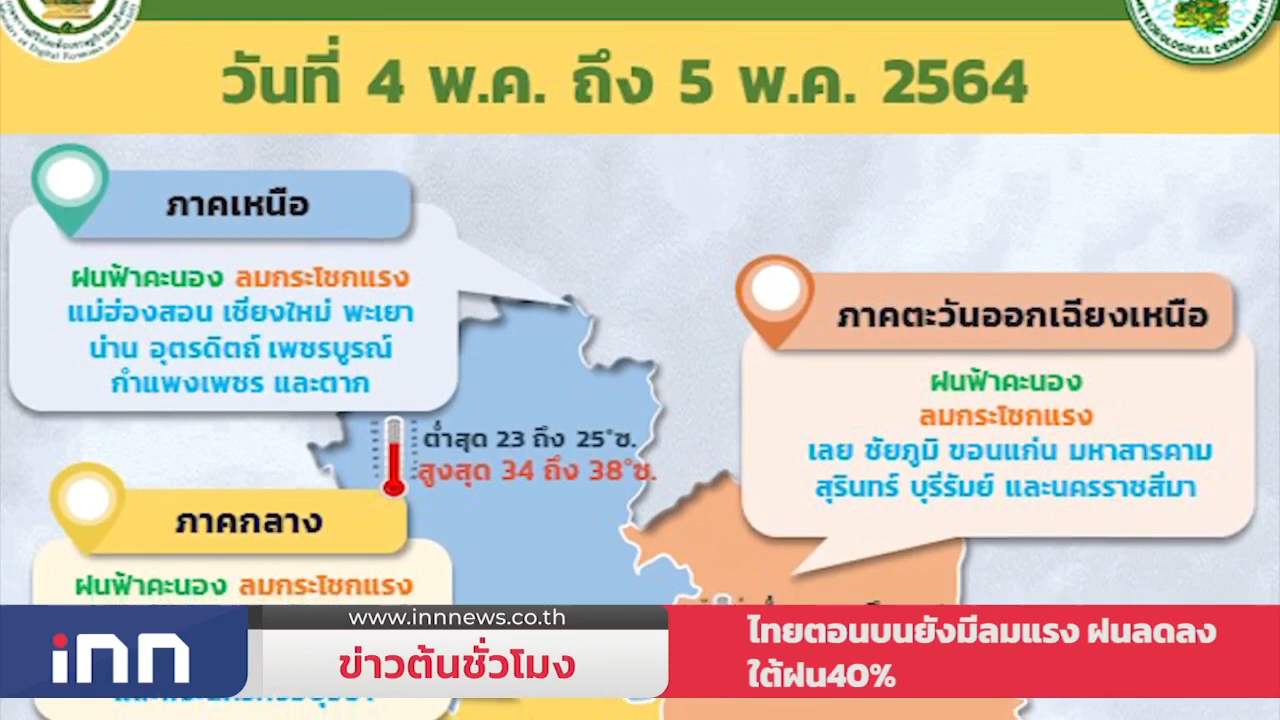 METEOROLOGICAL DEPARTMENT
วันที่ 4 พ.ค. ถึง 5 พ.ค. 2564
ภาคเหนือ
ฝนฟ้าคะนอง ลมกระโชกแรง
แม่ฮ่องสอน เชียงใหม่ พะเยา
น่าน อุตรดิตถ์ เพชรบูรณ์
กำแพงเพชร และตาก
ต่ำสุด 23 ถึง 25°ซ.
สูงสุด 34 ถึง 38°ซ.
ภาคตะวันออกเฉียงเหนือ
ฝนฟ้าคะนอง
ลมกระโชกแรง
เลย ชัยภูมิ ขอนแก่น มหาสารคาม
สุรินทร์ บุรีรัมย์ และนครราชสีมา
ภาคกลาง
ฝนฟ้าคะนอง ลมกระโชกแรง
inn
www.innnews.co.th
ข่าวต้นชั่วโมง
ไทยตอนบนยังมีลมแรง ฝนลดลง
ใต้ฝน40%